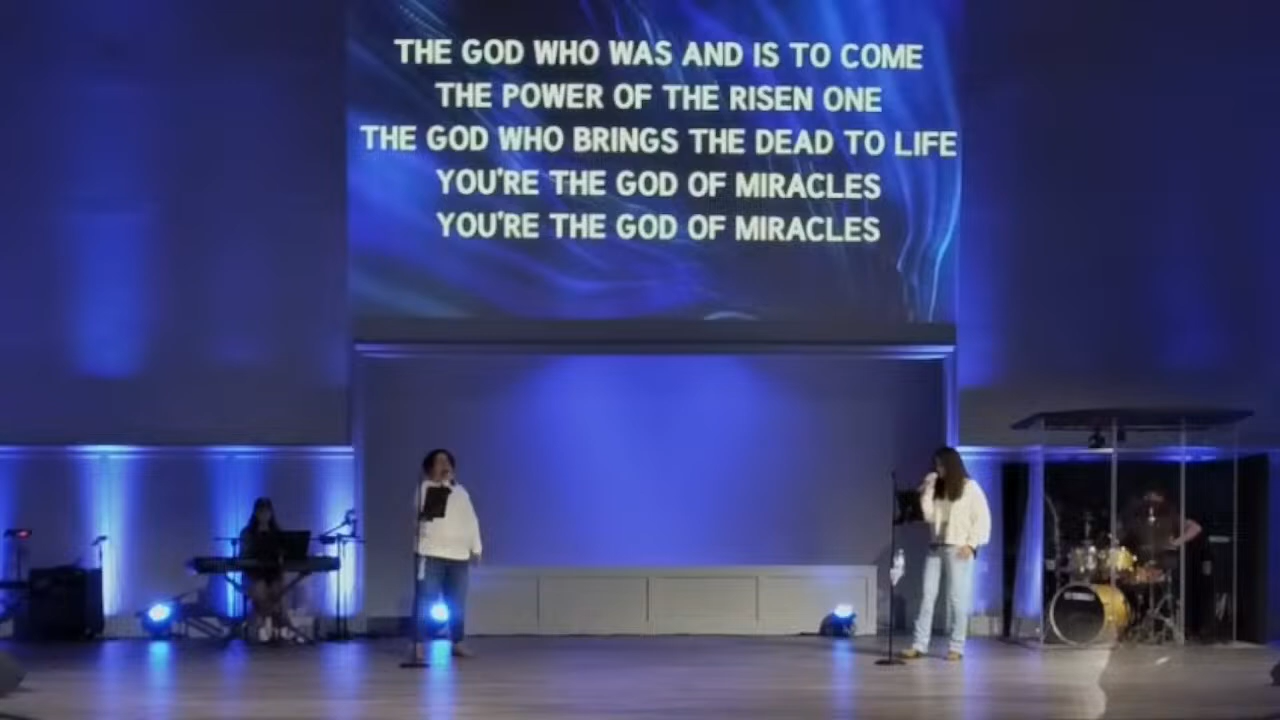 THE GOD WHO WAS AND IS TO COME
THE POWER OF THE RISEN ONE
THE GOD WHO BRINGS THE DEAD TO LIFE
YOU'RE THE GOD OF MIRACLES
YOU'RE THE GOD OF MIRACLES